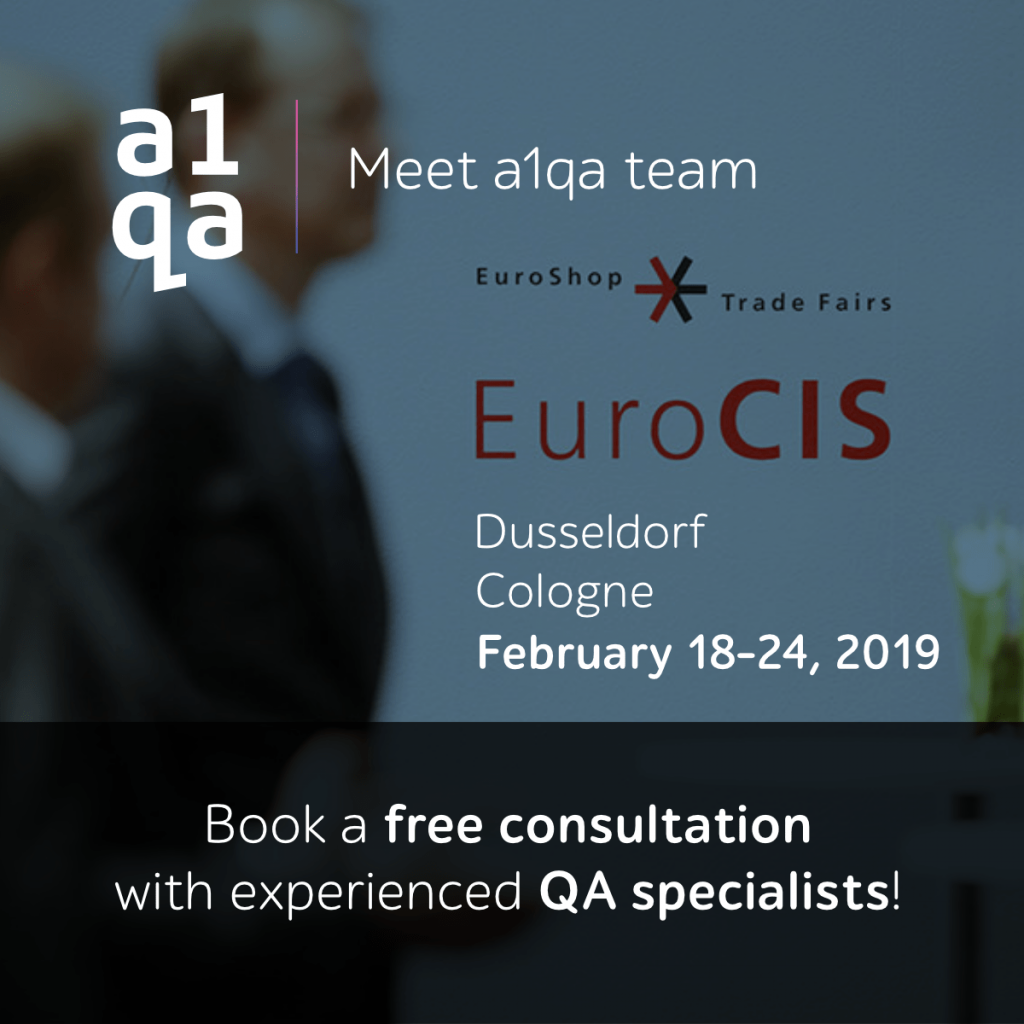 a1
qa
Meet a1qa team
EuroShop
Trade Fairs
EuroCIS
Dusseldorf
Cologne
February 18-24, 2019
Book a free consultation
with experienced QA specialists!